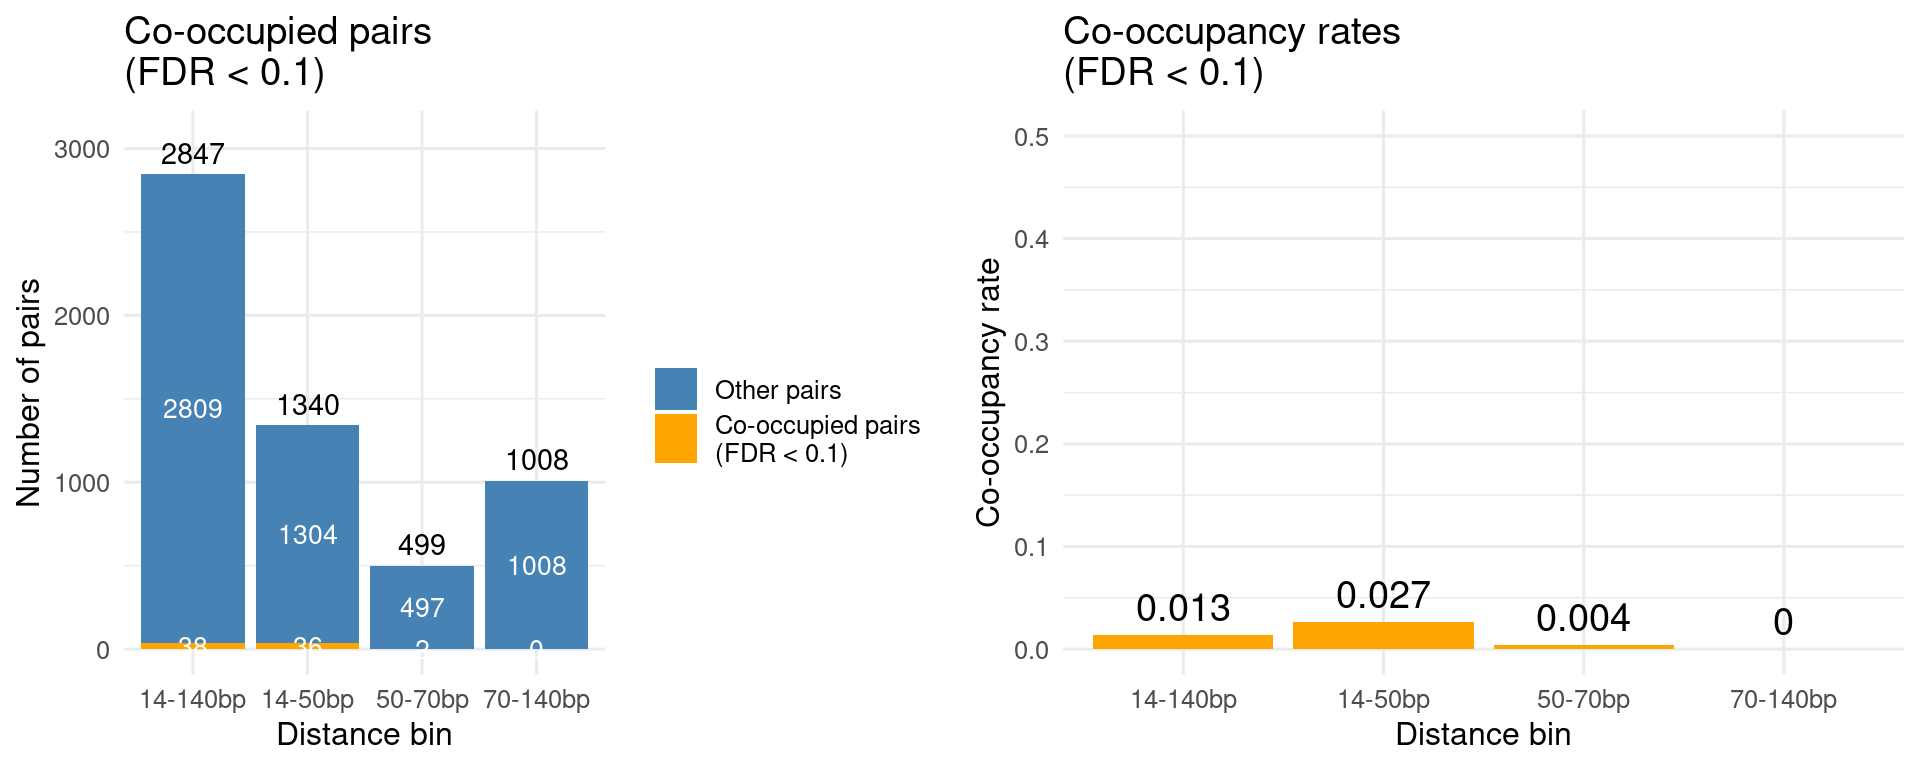 Co-occupied pairs
(FDR < 0.1)
Number of pairs
3000
2000
1000
0
2847
2809
38
1340
1304
36
499
497
2
1008
1008
0
14-140bp
14-50bp
50-70bp
70-140bp
Distance bin
Other pairs
Co-occupied pairs
(FDR < 0.1)
Co-occupancy rates
(FDR < 0.1)
Co-occupancy rate
0.5
0.4
0.3
0.2
0.1
0.0
0.013
0.027
0.004
0
14-140bp
14-50bp
50-70bp
70-140bp
Distance bin